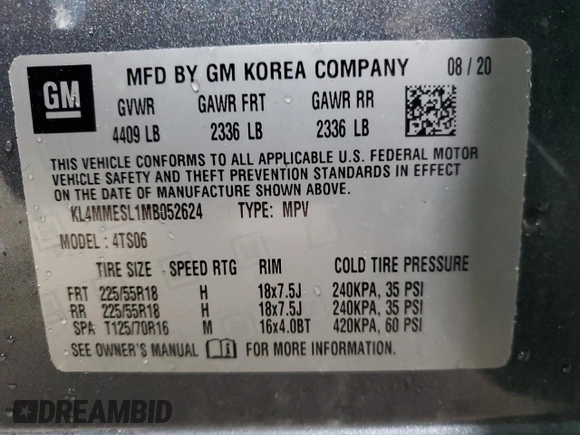 GM MFD BY GM KOREA COMPANY 08 / 20
GVWR GAWR FRT GAWR RR
4409 LB 2336 LB 2336 LB
THIS VEHICLE CONFORMS TO ALL APPLICABLE U.S. FEDERAL MOTOR
VEHICLE SAFETY AND THEFT PREVENTION STANDARDS IN EFFECT
ON THE DATE OF MANUFACTURE SHOWN ABOVE.
KL4MMESL1MB052624 TYPE: MPV
MODEL : 4TS06
TIRE SIZE SPEED RTG RIM COLD TIRE PRESSURE
FRT 225/55R18 H 18x7.5J 240KPA, 35 PSI
RR 225/55R18 H 18x7.5J 240KPA, 35 PSI
SPA T125/70R16 M 16x4.0BT 420KPA, 60 PSI
SEE OWNER'S MANUAL FOR MORE INFORMATION.
DREAMBID